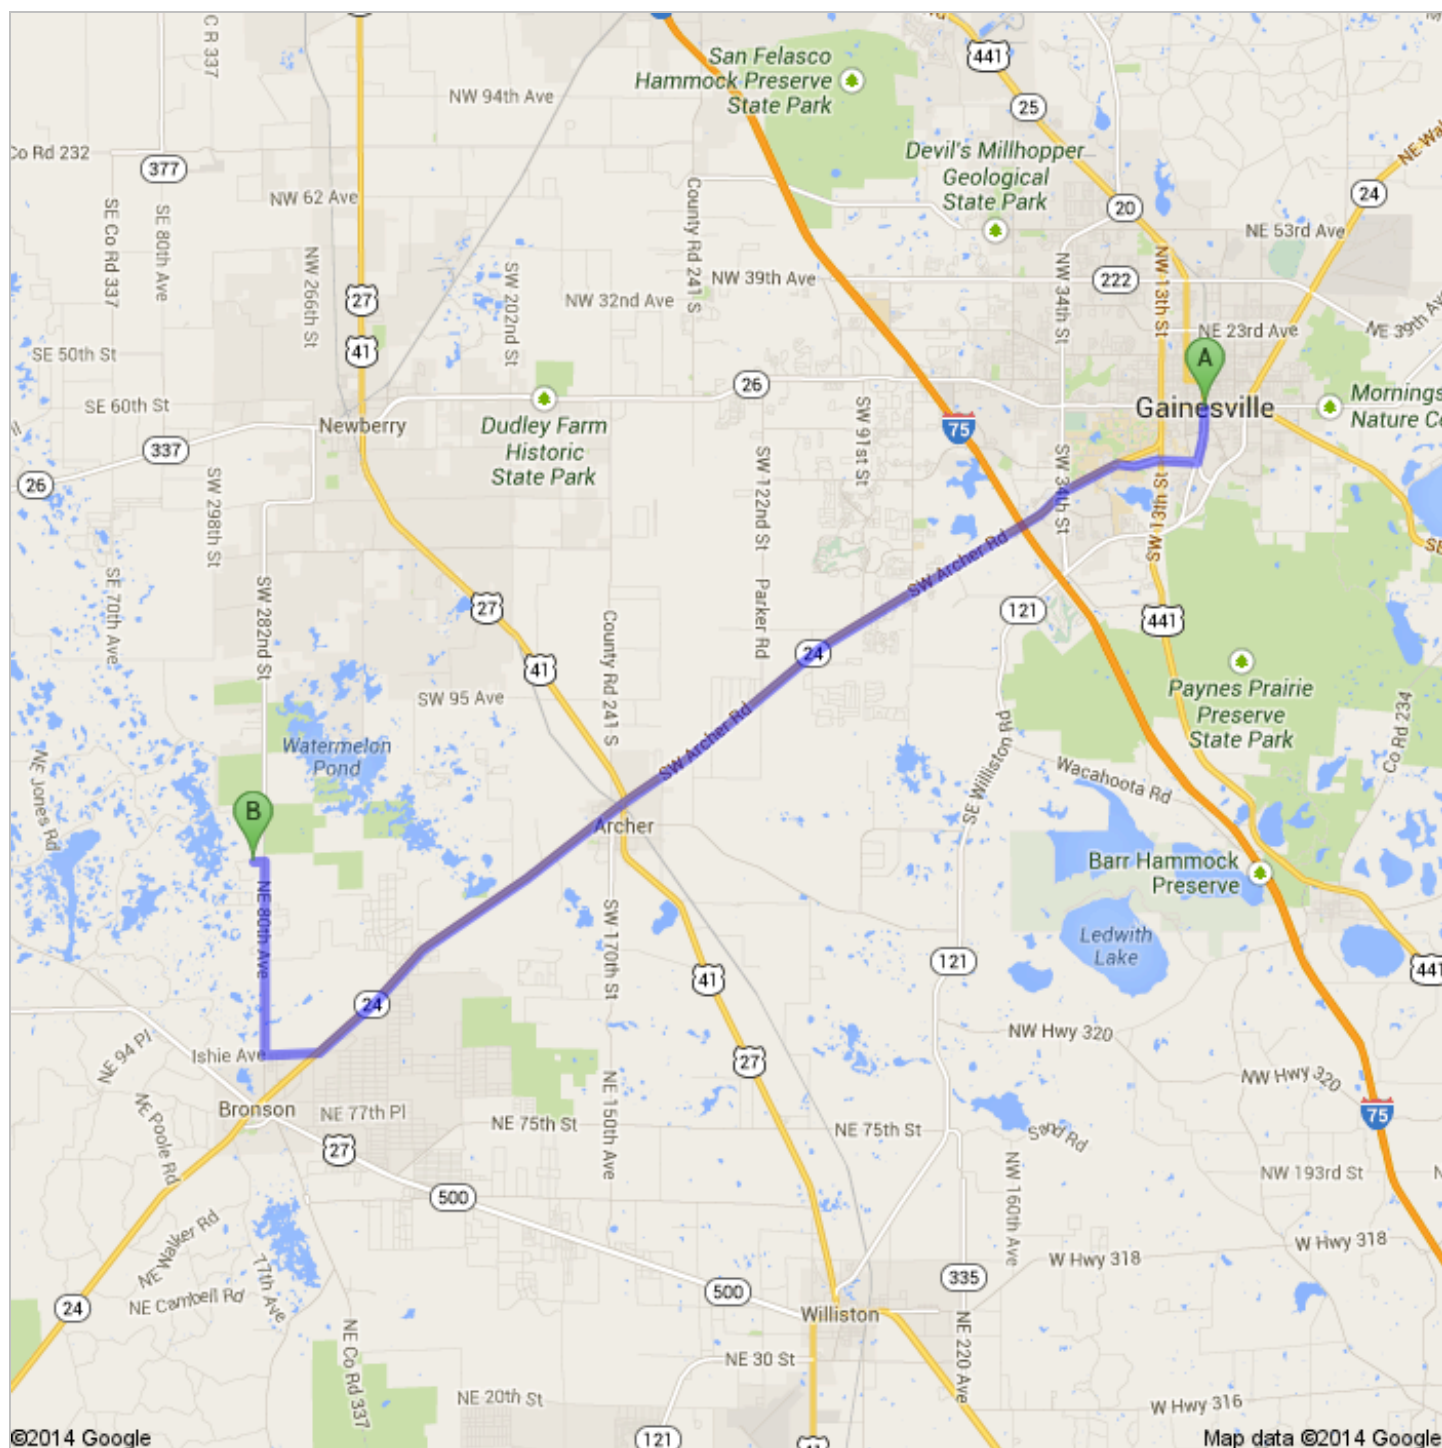 C R 337
San Felasco
Hammock Preserve
State Park
441
NW 94th Ave
25
Co Rd 232
377
Devil's Millhopper
Geological
State Park
24
NW 62 Ave
County Rd 241 S
20
SE Co Rd 337
SE 80th Ave
NE 53rd Ave
NW 266th St
SW 202nd St
NW 39th Ave
NW 34th St
222
NW 13th St
27
NW 32nd Ave
NE 39th Ave
NE 23rd Ave
41
SE 50th St
A
26
SE 60th St
Dudley Farm
Historic
State Park
Newberry
Gainesville
Mornings
Nature Ce
337
75
SW 91st St
26
SW 298th St
SW 122nd St
SW 34th St
SW 13th St
SE
SE 70th Ave
SW 282nd St
Parker Rd
SW Archer Rd
27
121
441
County Rd 241 S
24
41
Paynes Prairie
Preserve
State Park
SW 95 Ave
Co Rd 234
SW Archer Rd
Watermelon
Pond
SE Williston Rd
NE Jones Rd
Wacahoota Rd
B
Archer
Barr Hammock
Preserve
NE 80th Ave
SW 170th St
Ledwith
Lake
121
441
41
24
NW Hwy 320
NE 94 Pl
Ishie Ave
27
NW Hwy 320
Bronson
NE 77th Pl
NE 150th Ave
75
NE Poole Rd
NE 75th St
NE 75th St
Sand Rd
27
NW 160th Ave
NW 193rd St
N
500
NE Walker Rd
W Hwy 318
W Hwy 318
77th Ave
335
24
NE Cambell Rd
500
Williston
NE Co Rd 337
NE 220 Ave
NE 30 St
NE 20th St
W Hwy 316
121
41
©2014 Google
Map data ©2014 Google